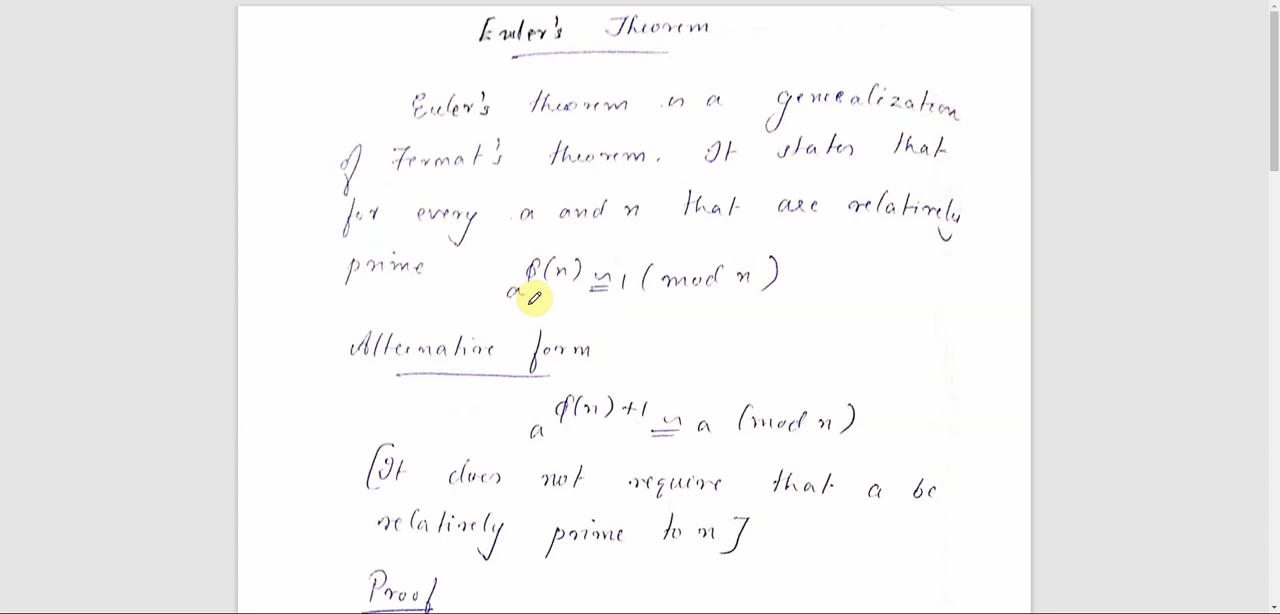 Euler's Theorem
Euler's theorem is a generalization
of Fermat's theorem. It states that
for every a and n that are relatively
prime a^ϕ(n) ≅ 1 (mod n)
Alternative form
a^ϕ(n)+1 ≅ a (mod n)
[It does not require that a be
relatively prime to n]
Proof